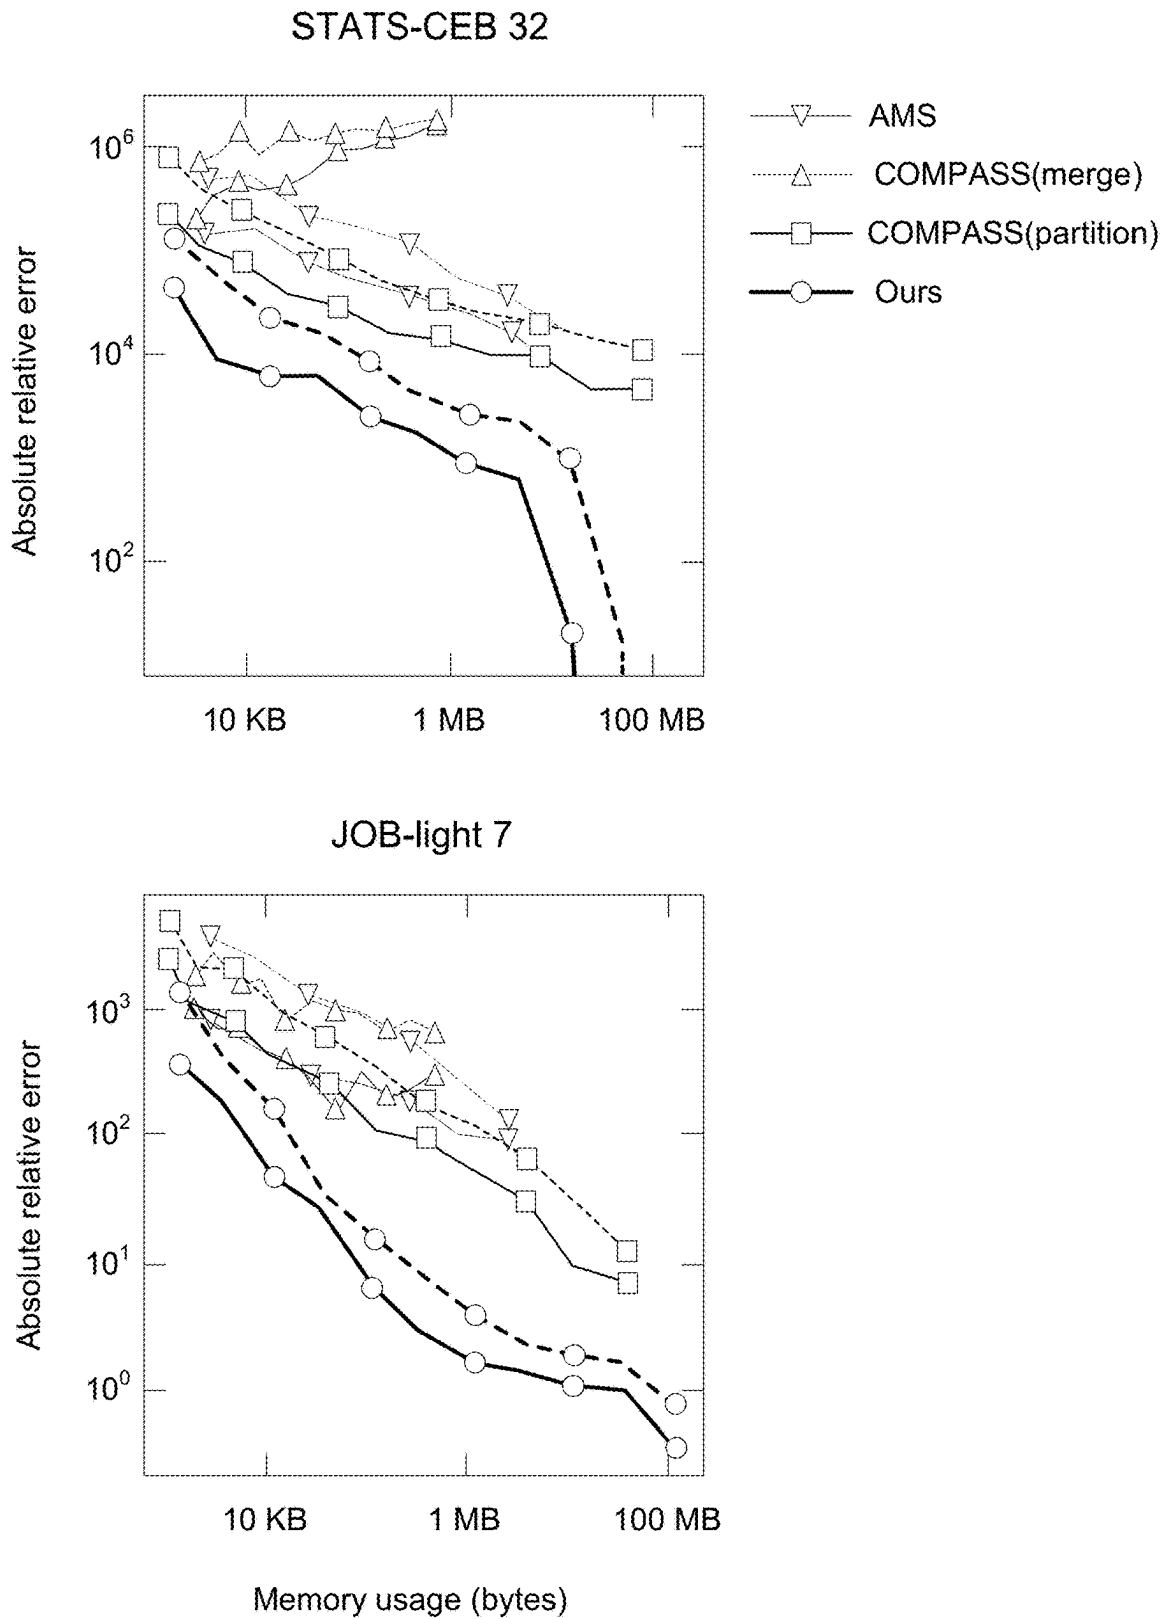 STATS-CEB 32
AMS
COMPASS(merge)
COMPASS(partition)
Ours
Absolute relative error
10^6
10^4
10^2
10 KB 1 MB 100 MB
JOB-light 7
Absolute relative error
10^3
10^2
10^1
10^0
10 KB 1 MB 100 MB
Memory usage (bytes)